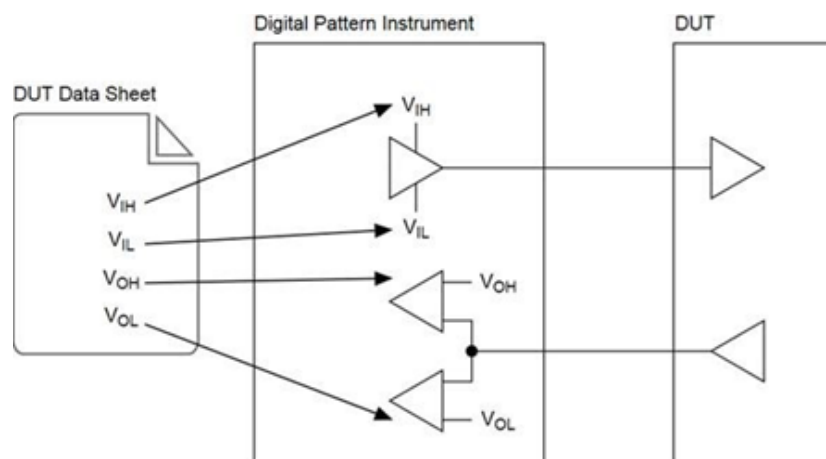 Digital Pattern Instrument
DUT
DUT Data Sheet
VIH
VIH
VIL
VIL
VOH
VOH
VOL
VOL